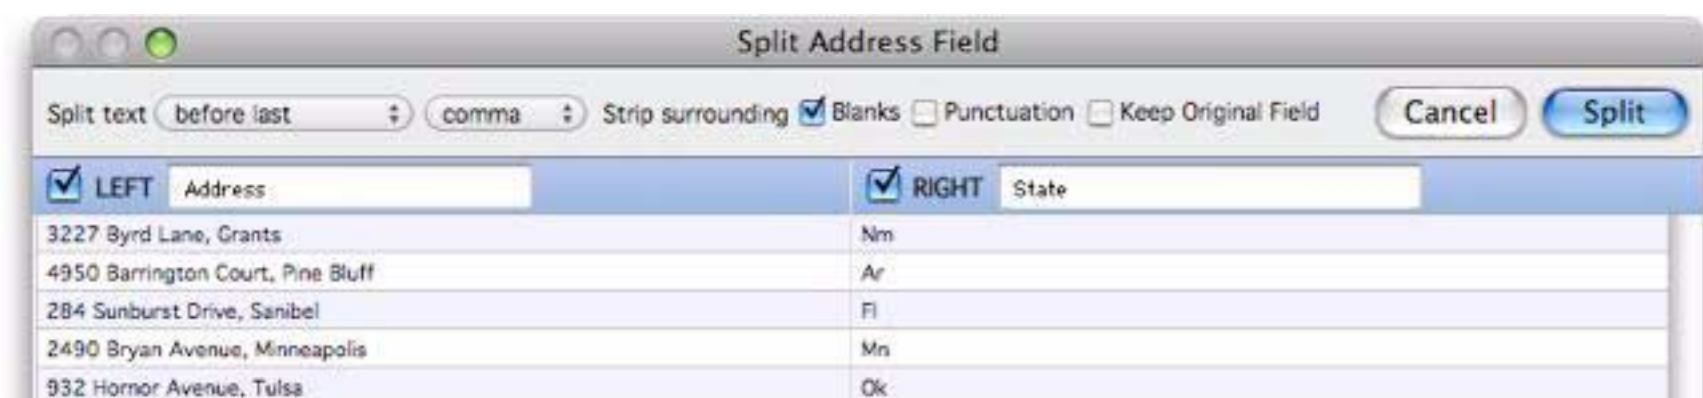 Split Address Field
Split text before last comma Strip surrounding Blanks Punctuation Keep Original Field Cancel Split
LEFT Address RIGHT State
3227 Byrd Lane, Grants Nm
4950 Barrington Court, Pine Bluff Ar
284 Sunburst Drive, Sanibel Fl
2490 Bryan Avenue, Minneapolis Mn
932 Hornor Avenue, Tulsa Ok